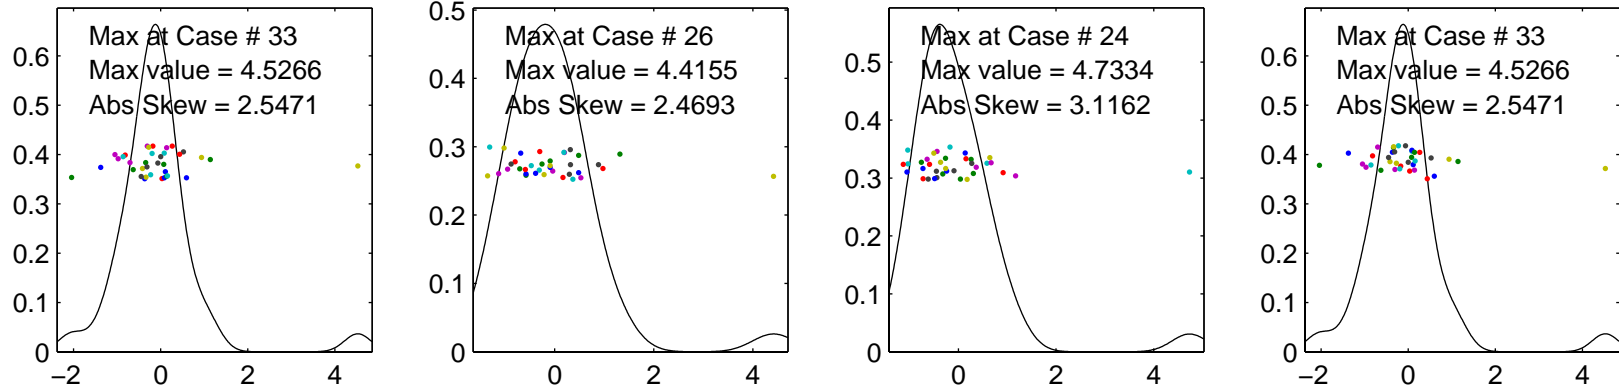 Max at Case # 33
Max value = 4.5266
Abs Skew = 2.5471
0.6
0.5
0.4
0.3
0.2
0.1
0
−2 0 2 4
Max at Case # 26
Max value = 4.4155
Abs Skew = 2.4693
0.5
0.4
0.3
0.2
0.1
0
0 2 4
Max at Case # 24
Max value = 4.7334
Abs Skew = 3.1162
0.5
0.4
0.3
0.2
0.1
0
0 2 4
Max at Case # 33
Max value = 4.5266
Abs Skew = 2.5471
0.6
0.5
0.4
0.3
0.2
0.1
0
−2 0 2 4